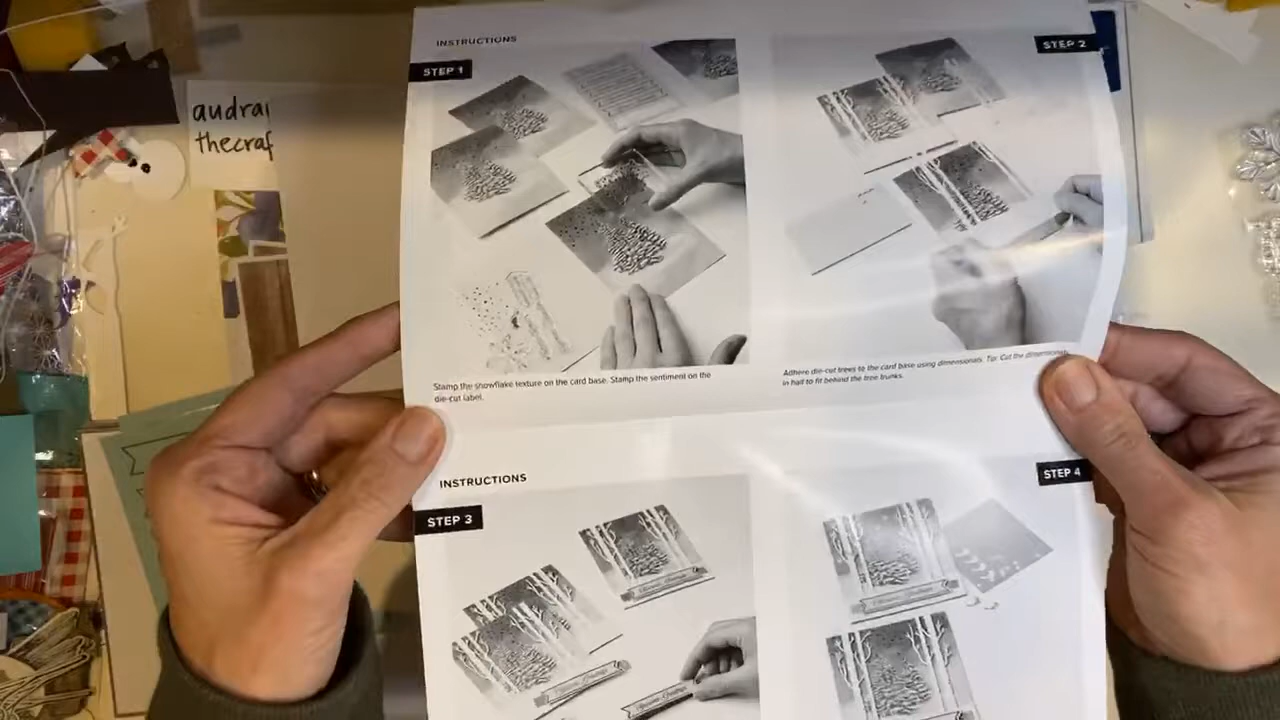 audra
thecraf
INSTRUCTIONS
STEP 1
STEP 2
Stamp the snowflake texture on the card base. Stamp the sentiment on the
die-cut label.
Adhere die-cut trees to the card base using dimensionals. Tip: Cut the dimensionals
in half to fit behind the tree trunks.
INSTRUCTIONS
STEP 3
STEP 4